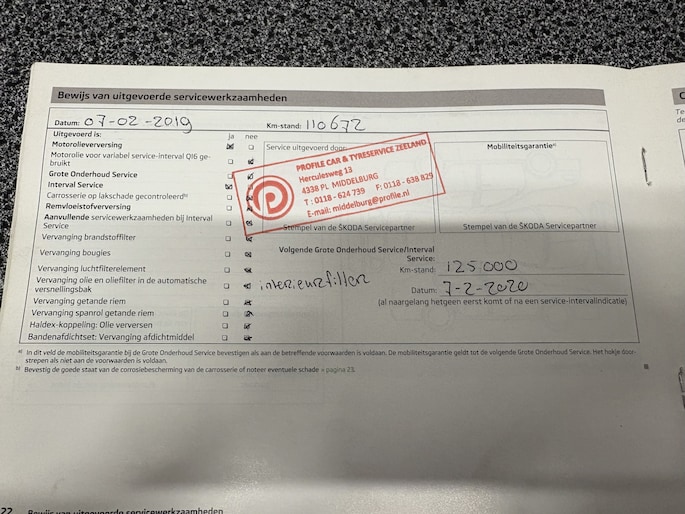 Bewijs van uitgevoerde servicewerkzaamheden
Datum: 07-02-2019 Km-stand: 110672
Uitgevoerd is: ja nee
Motorolieverversing
Service uitgevoerd door:
Mobiliteitsgarantie a)
Motorolie voor variabel service-interval QI6 ge-
bruikt
Grote Onderhoud Service
Interval Service
Carrosserie op lakschade gecontroleerd b)
Remvloeistofverversing
Aanvullende servicewerkzaamheden bij Interval
Service
PROFILE CAR & TYRESERVICE ZEELAND
Herculesweg 13
4338 PL MIDDELBURG
T : 0118 - 624 739 F: 0118 - 638 829
E-mail: middelburg@profile.nl
Stempel van de ŠKODA Servicepartner
Stempel van de ŠKODA Servicepartner
Vervanging brandstoffilter
Vervanging bougies
Vervanging luchtfilterelement
Vervanging olie en oliefilter in de automatische
versnellingsbak
interieurfilter
Vervanging getande riem
Vervanging spanrol getande riem
Haldex-koppeling: Olie verversen
Bandenafdichtset: Vervanging afdichtmiddel
Volgende Grote Onderhoud Service/Interval
Service:
Km-stand: 125.000
Datum: 7-2-2020
(al naargelang hetgeen eerst komt of na een service-intervalindicatie)
a) In dit veld de mobiliteitsgarantie bij de Grote Onderhoud Service bevestigen als aan de betreffende voorwaarden is voldaan. De mobiliteitsgarantie geldt tot de volgende Grote Onderhoud Service. Het hokje door-
strepen als niet aan de voorwaarden is voldaan.
b) Bevestig de goede staat van de corrosiebescherming van de carrosserie of noteer eventuele schade » pagina 23.
22 Bewijs van uitgevoerde servicewerkzaamheden
C
Te
de